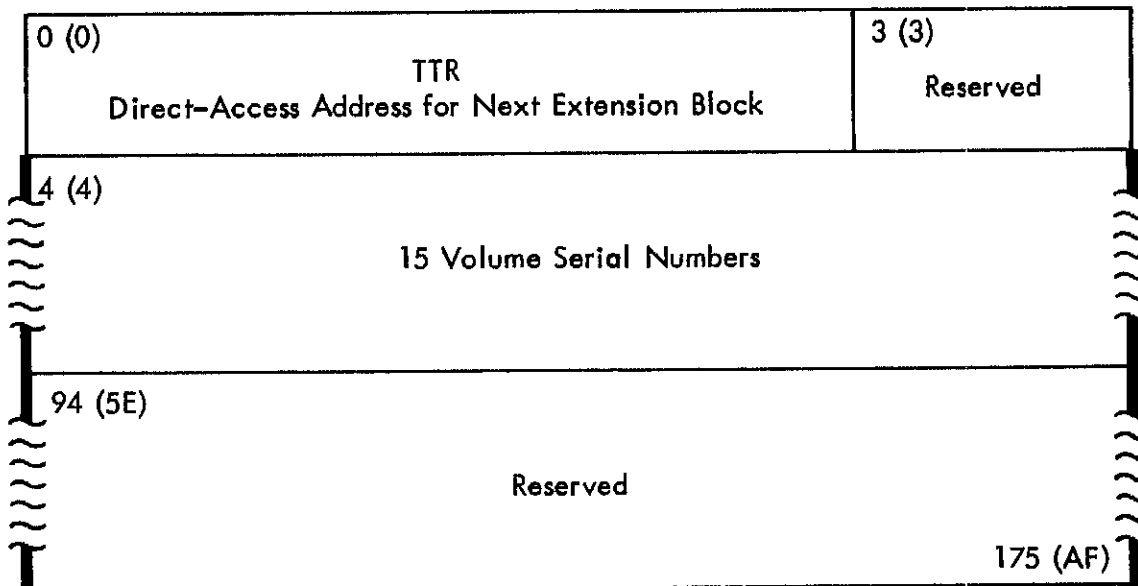 0 (0)
TTR
Direct-Access Address for Next Extension Block
3 (3)
Reserved
4 (4)
15 Volume Serial Numbers
94 (5E)
Reserved
175 (AF)